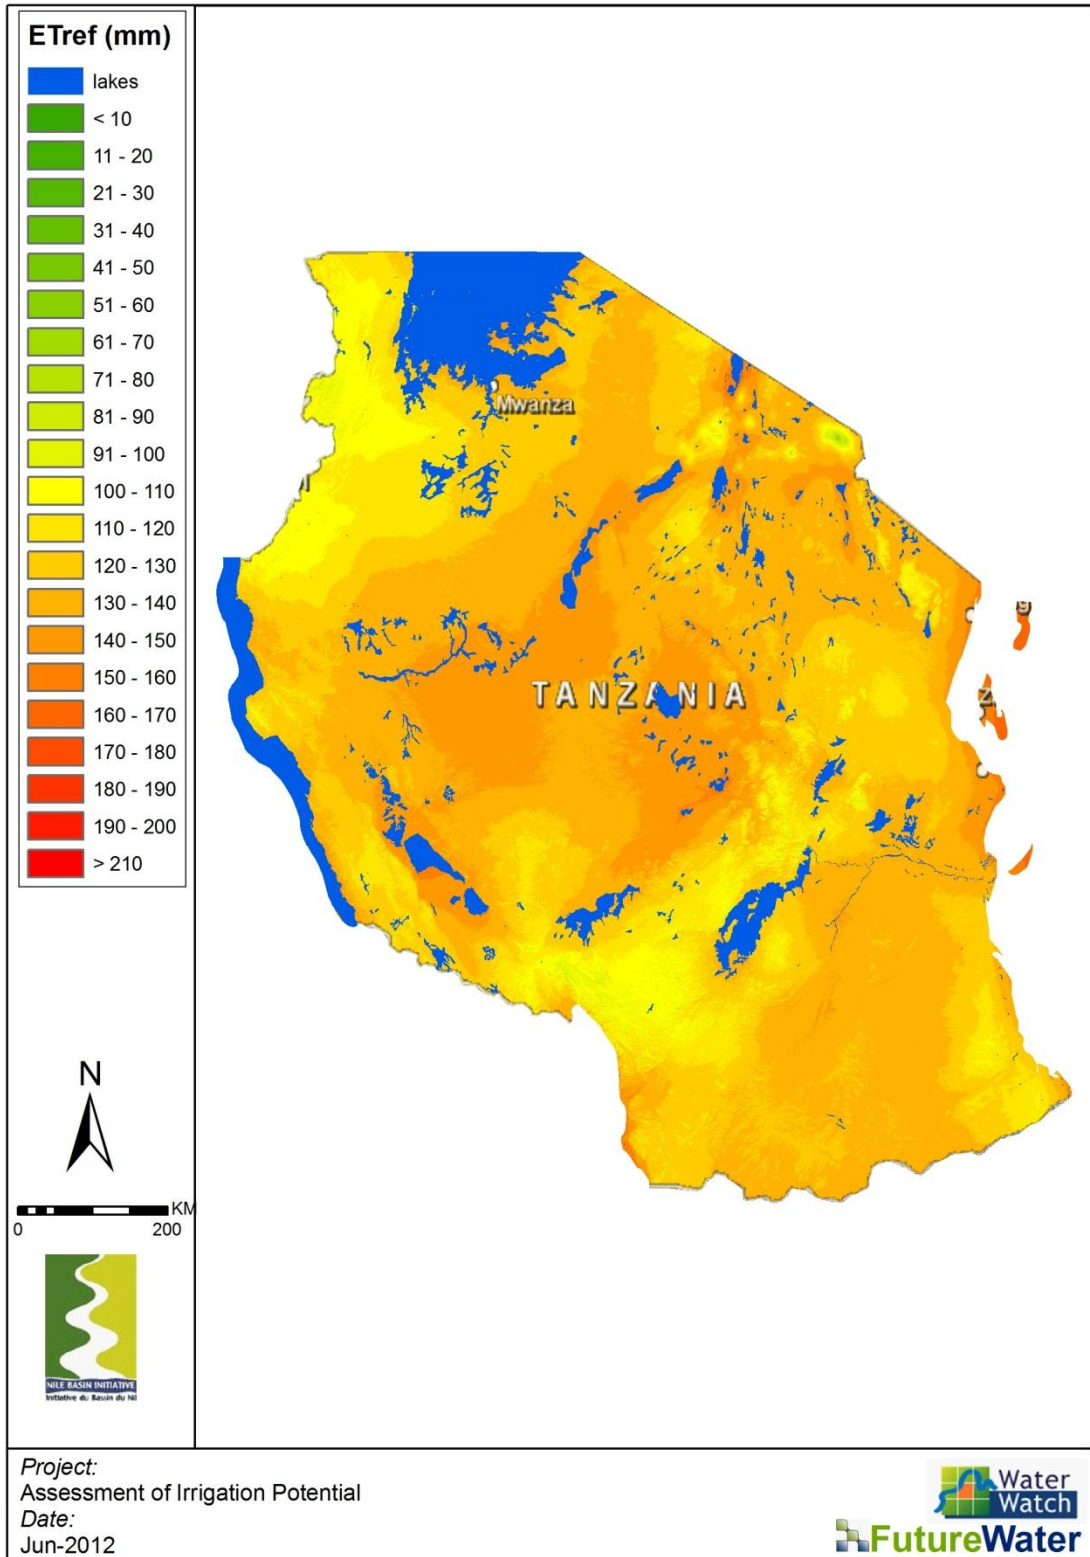 ETref (mm)
lakes
< 10
11 - 20
21 - 30
31 - 40
41 - 50
51 - 60
61 - 70
71 - 80
81 - 90
91 - 100
100 - 110
110 - 120
120 - 130
130 - 140
140 - 150
150 - 160
160 - 170
170 - 180
180 - 190
190 - 200
> 210
Mwanza
TANZANIA
Z
N
KM
0 200
NILE BASIN INITIATIVE
Initiative du Bassin du Nil
Project:
Assessment of Irrigation Potential
Date:
Jun-2012
Water
Watch
FutureWater